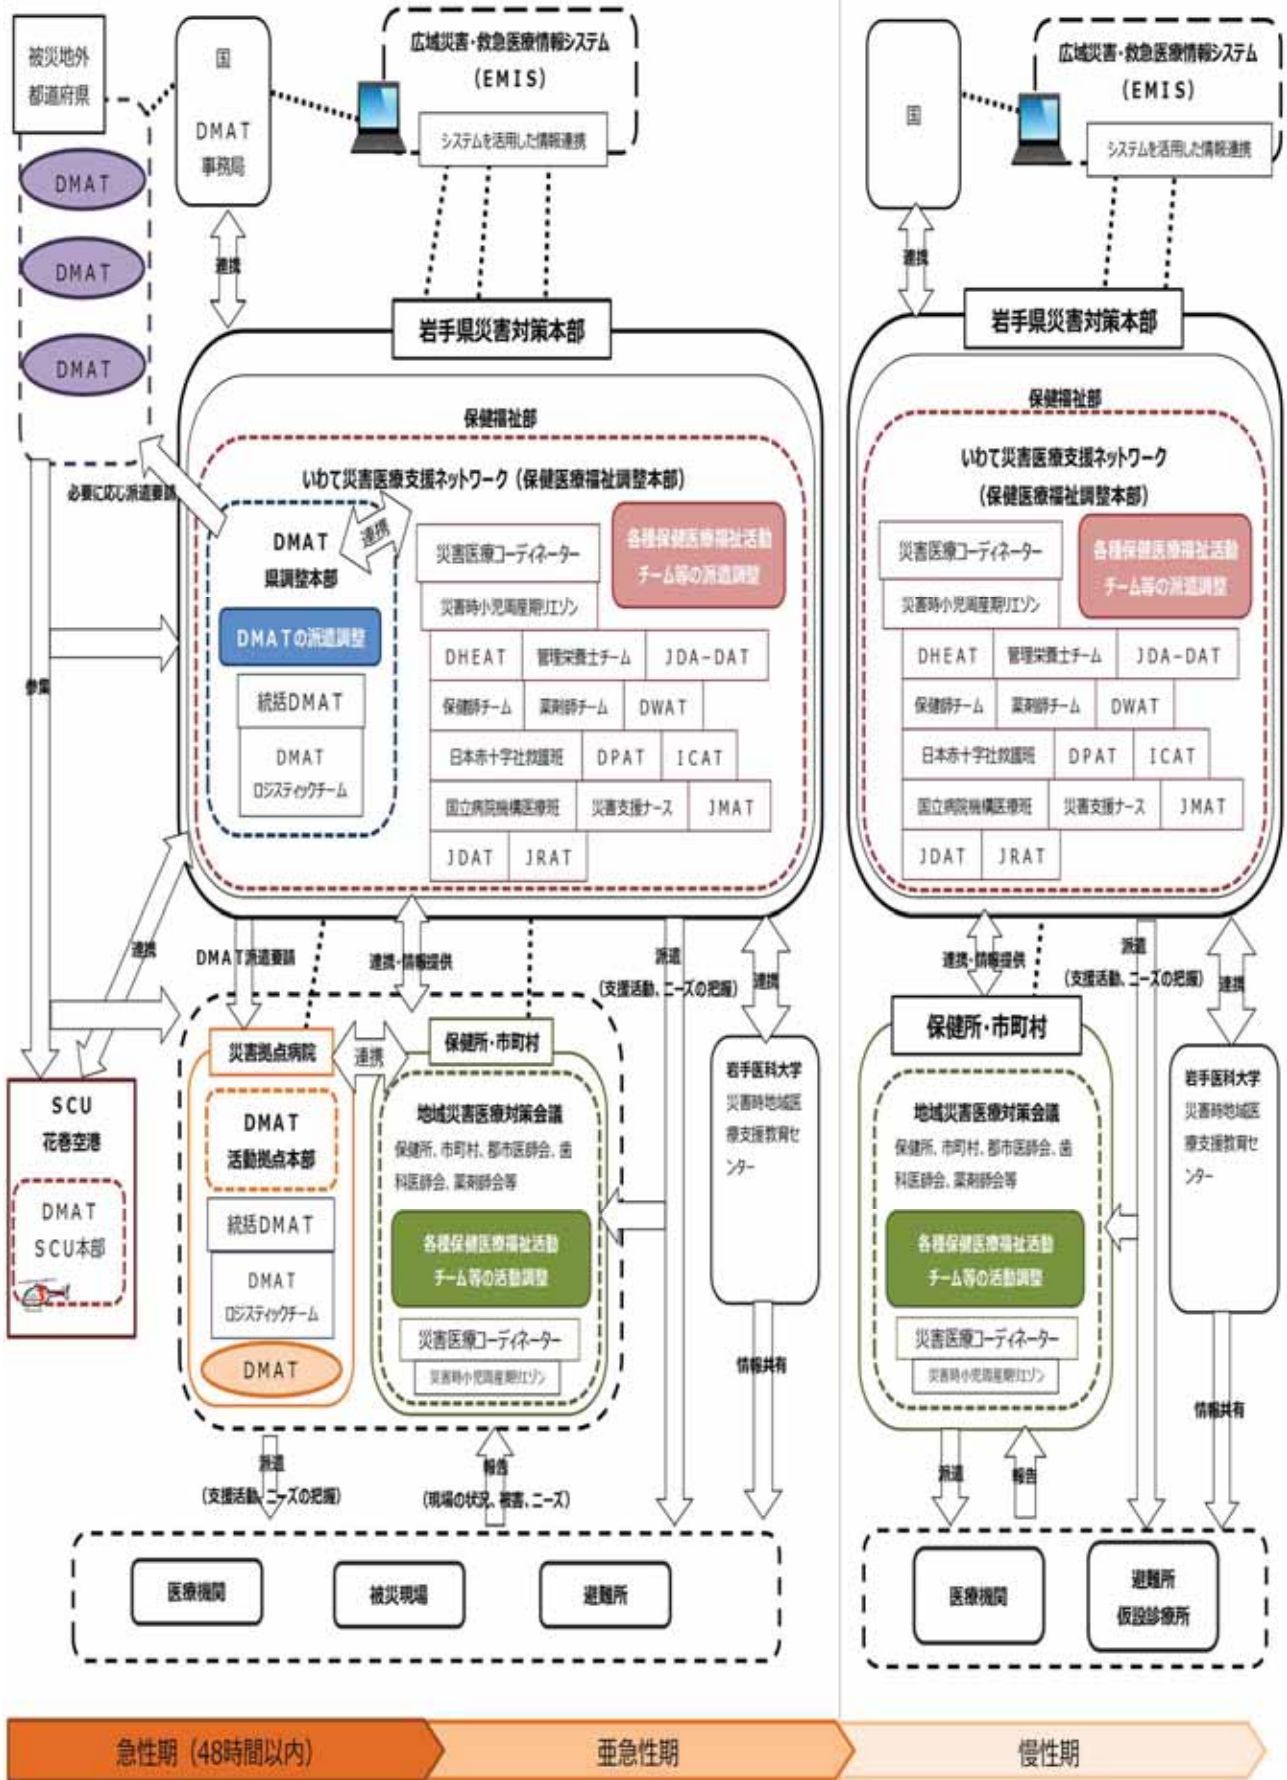 被災地外
都道府県
DMAT
DMAT
DMAT
国
DMAT
事務局
広域災害・救急医療情報システム
(EMIS)
システムを活用した情報連携
連携
岩手県災害対策本部
保健福祉部
いわて災害医療支援ネットワーク（保健医療福祉調整本部）
必要に応じ派遣要請
DMAT
県調整本部
連携
DMATの派遣調整
統括DMAT
DMAT
ロジスティックチーム
災害医療コーディネーター
災害時小児周産期リエゾン
各種保健医療福祉活動
チーム等の派遣調整
DHEAT
管理栄養士チーム
JDA-DAT
保健師チーム
薬剤師チーム
DWAT
日本赤十字社救護班
DPAT
ICAT
国立病院機構医療班
災害支援ナース
JMAT
JDAT
JRAT
参集
連携
DMAT派遣要請
連携・情報提供
派遣
（支援活動、ニーズの把握）
連携
SCU
花巻空港
DMAT
SCU本部
災害拠点病院
連携
DMAT
活動拠点本部
統括DMAT
DMAT
ロジスティックチーム
DMAT
保健所・市町村
地域災害医療対策会議
保健所、市町村、郡市医師会、歯
科医師会、薬剤師会等
各種保健医療福祉活動
チーム等の活動調整
災害医療コーディネーター
災害時小児周産期リエゾン
岩手医科大学
災害時地域医
療支援教育セ
ンター
情報共有
派遣
（支援活動、ニーズの把握）
報告
（現場の状況、被害、ニーズ）
医療機関
被災現場
避難所
国
広域災害・救急医療情報システム
(EMIS)
システムを活用した情報連携
連携
岩手県災害対策本部
保健福祉部
いわて災害医療支援ネットワーク
（保健医療福祉調整本部）
災害医療コーディネーター
災害時小児周産期リエゾン
各種保健医療福祉活動
チーム等の派遣調整
DHEAT
管理栄養士チーム
JDA-DAT
保健師チーム
薬剤師チーム
DWAT
日本赤十字社救護班
DPAT
ICAT
国立病院機構医療班
災害支援ナース
JMAT
JDAT
JRAT
連携・情報提供
派遣
（支援活動、ニーズの把握）
連携
保健所・市町村
地域災害医療対策会議
保健所、市町村、郡市医師会、歯
科医師会、薬剤師会等
各種保健医療福祉活動
チーム等の活動調整
災害医療コーディネーター
災害時小児周産期リエゾン
岩手医科大学
災害時地域医
療支援教育セ
ンター
情報共有
派遣
報告
医療機関
避難所
仮設診療所
急性期（48時間以内）
亜急性期
慢性期